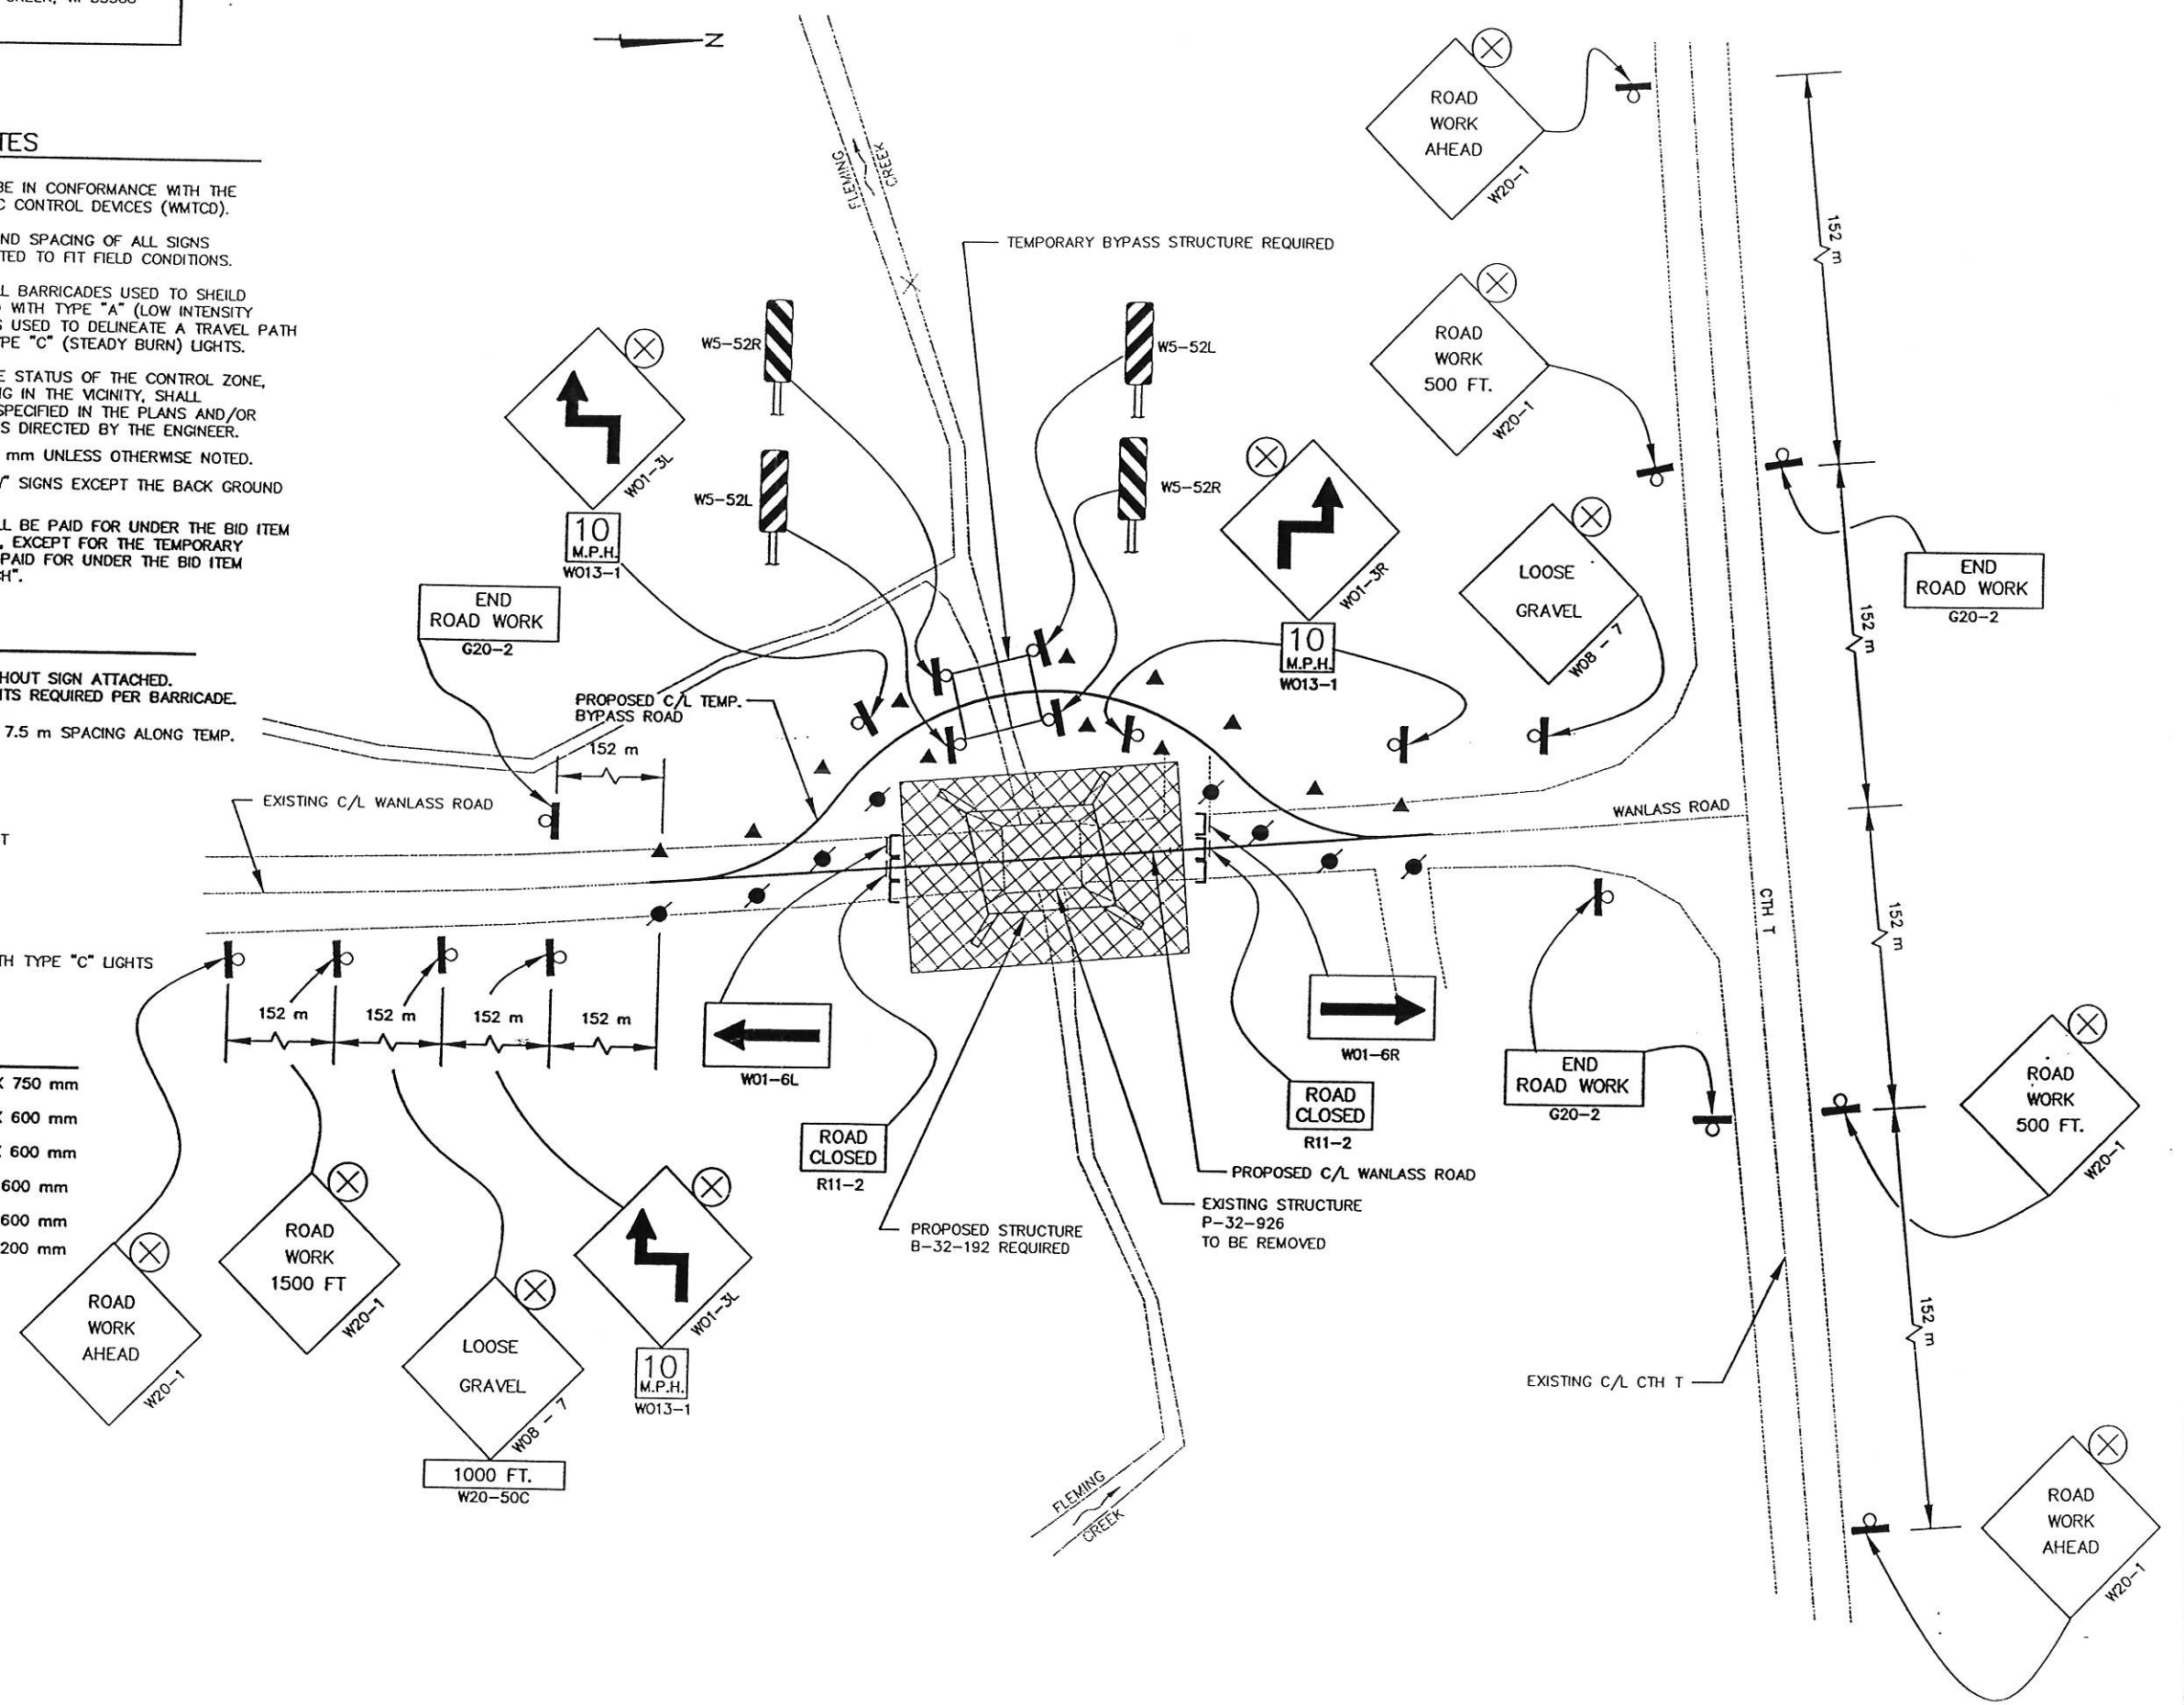 TES
BE IN CONFORMANCE WITH THE
C CONTROL DEVICES (WMTCD).
ND SPACING OF ALL SIGNS
TED TO FIT FIELD CONDITIONS.
L BARRICADES USED TO SHEILD
WITH TYPE "A" (LOW INTENSITY
S USED TO DELINEATE A TRAVEL PATH
PE "C" (STEADY BURN) LIGHTS.
E STATUS OF THE CONTROL ZONE,
NG IN THE VICINITY, SHALL
SPECIFIED IN THE PLANS AND/OR
S DIRECTED BY THE ENGINEER.
mm UNLESS OTHERWISE NOTED.
Y" SIGNS EXCEPT THE BACK GROUND
LL BE PAID FOR UNDER THE BID ITEM
, EXCEPT FOR THE TEMPORARY
PAID FOR UNDER THE BID ITEM
CH".
HOUT SIGN ATTACHED.
ITS REQUIRED PER BARRICADE.
7.5 m SPACING ALONG TEMP.
T
TH TYPE "C" LIGHTS
X 750 mm
X 600 mm
X 600 mm
600 mm
600 mm
200 mm
N
FLEMING
CREEK
TEMPORARY BYPASS STRUCTURE REQUIRED
W5-52R
W5-52L
W5-52L
W5-52R
W01-3L
10
M.P.H.
W013-1
END
ROAD WORK
G20-2
PROPOSED C/L TEMP.
BYPASS ROAD
152 m
EXISTING C/L WANLASS ROAD
W01-3R
10
M.P.H.
W013-1
ROAD
WORK
AHEAD
W20-1
ROAD
WORK
500 FT.
W20-1
LOOSE
GRAVEL
W08 - 7
152 m
152 m
152 m
152 m
END
ROAD WORK
G20-2
WANLASS ROAD
CTH T
152 m
152 m
152 m
152 m
W01-6L
ROAD
CLOSED
R11-2
W01-6R
ROAD
CLOSED
R11-2
END
ROAD WORK
G20-2
PROPOSED C/L WANLASS ROAD
EXISTING STRUCTURE
P-32-926
TO BE REMOVED
PROPOSED STRUCTURE
B-32-192 REQUIRED
ROAD
WORK
500 FT.
W20-1
ROAD
WORK
AHEAD
W20-1
ROAD
WORK
1500 FT
W20-1
LOOSE
GRAVEL
W08 - 7
1000 FT.
W20-50C
W01-3L
10
M.P.H.
W013-1
FLEMING
CREEK
EXISTING C/L CTH T
ROAD
WORK
AHEAD
W20-1